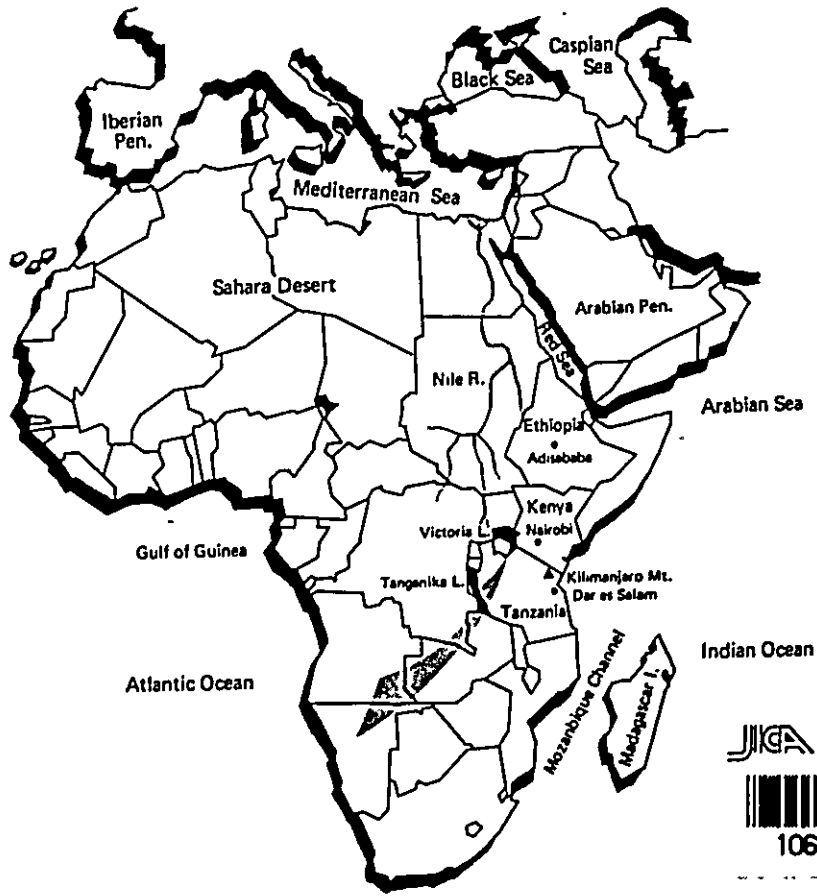 Caspian
Sea
Black Sea
Iberian
Pen.
Mediterranean Sea
Sahara Desert
Arabian Pen.
Red Sea
Nile R.
Arabian Sea
Ethiopia
Adisababa
Kenya
Victoria L.
Nairobi
Gulf of Guinea
Tanganika L.
Kilimanjaro Mt.
Dar es Salam
Tanzania
Indian Ocean
Atlantic Ocean
Mozanbique Channel
Madagascar I.
JICA
106